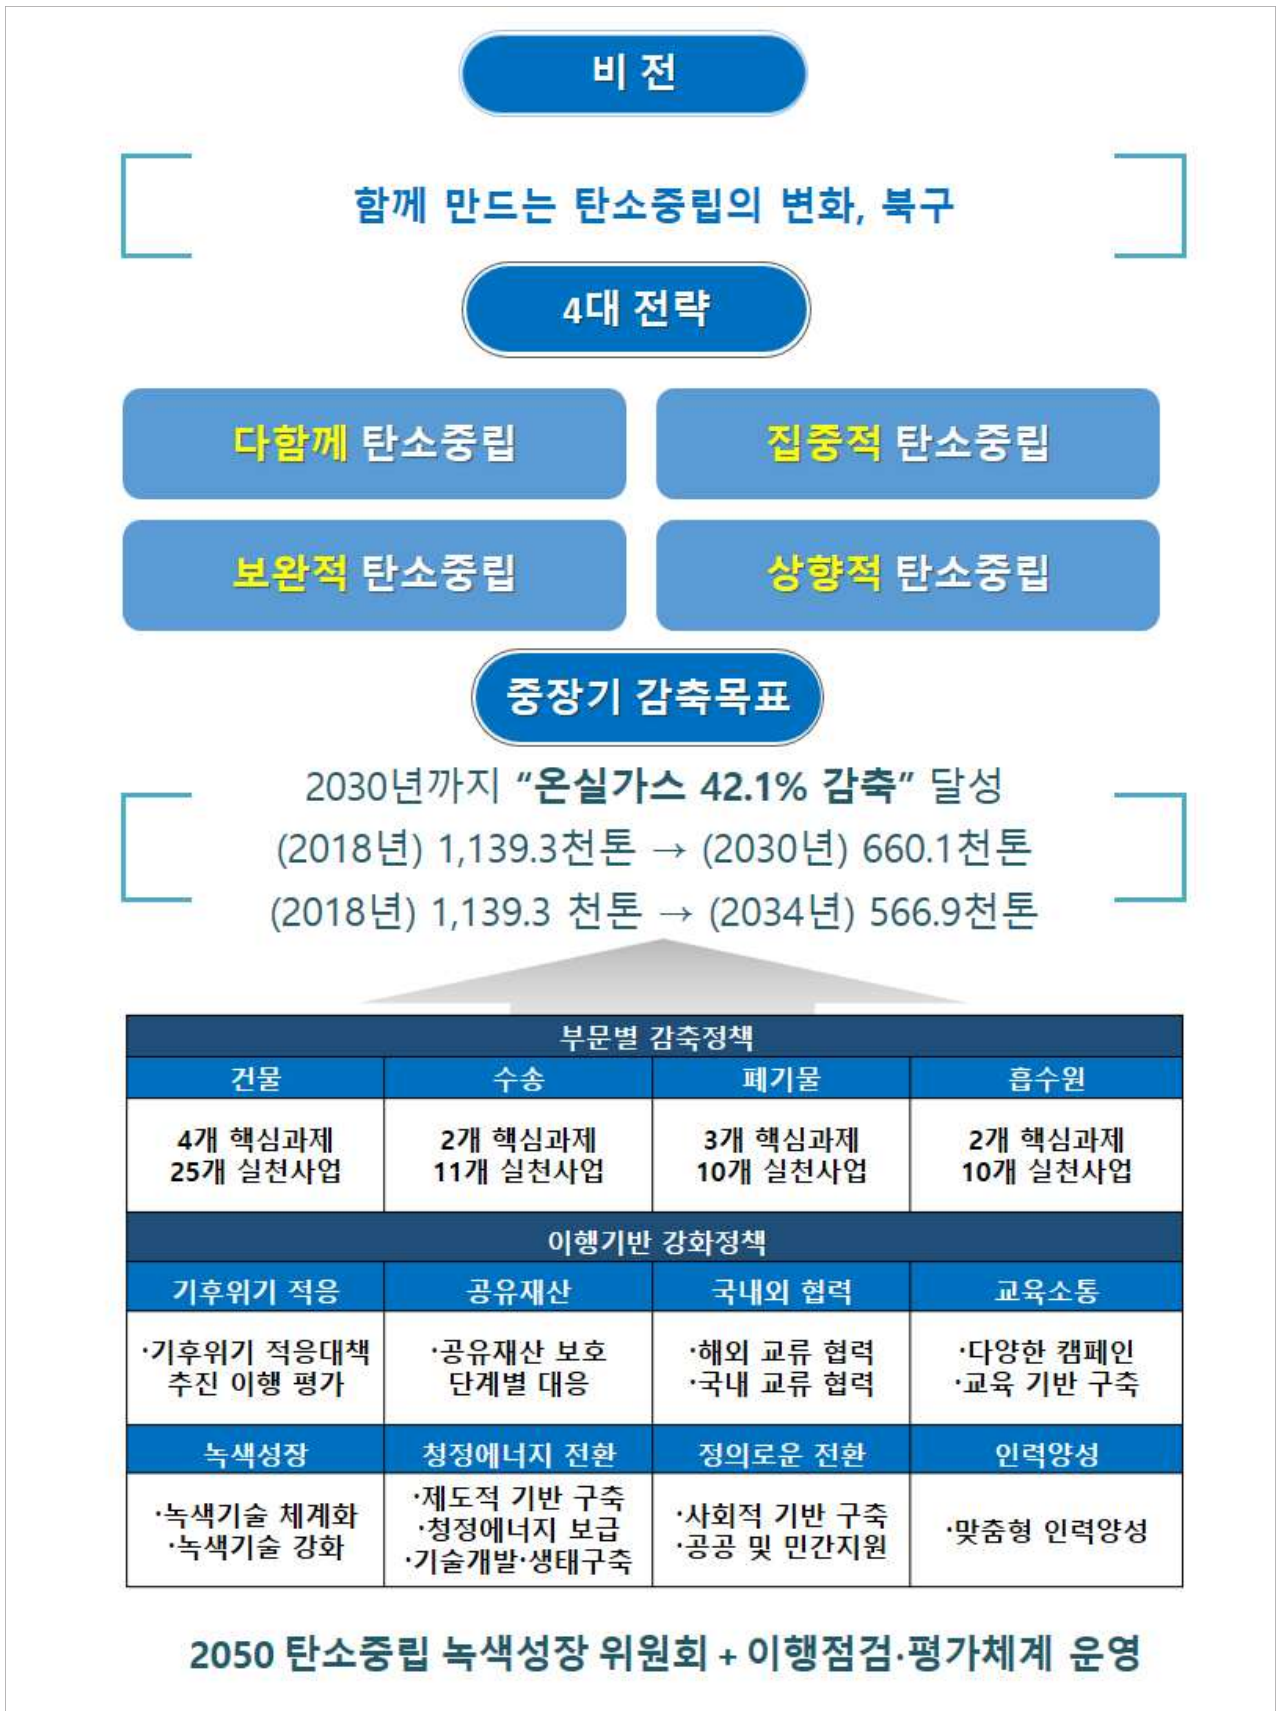 비 전
함께 만드는 탄소중립의 변화, 북구
4대 전략
다함께 탄소중립
집중적 탄소중립
보완적 탄소중립
상향적 탄소중립
중장기 감축목표
2030년까지 “온실가스 42.1% 감축” 달성
(2018년) 1,139.3천톤 → (2030년) 660.1천톤
(2018년) 1,139.3 천톤 → (2034년) 566.9천톤
부문별 감축정책
건물
수송
폐기물
흡수원
4개 핵심과제
25개 실천사업
2개 핵심과제
11개 실천사업
3개 핵심과제
10개 실천사업
2개 핵심과제
10개 실천사업
이행기반 강화정책
기후위기 적응
공유재산
국내외 협력
교육소통
·기후위기 적응대책
추진 이행 평가
·공유재산 보호
단계별 대응
·해외 교류 협력
·국내 교류 협력
·다양한 캠페인
·교육 기반 구축
녹색성장
청정에너지 전환
정의로운 전환
인력양성
·녹색기술 체계화
·녹색기술 강화
·제도적 기반 구축
·청정에너지 보급
·기술개발·생태구축
·사회적 기반 구축
·공공 및 민간지원
·맞춤형 인력양성
2050 탄소중립 녹색성장 위원회 + 이행점검·평가체계 운영